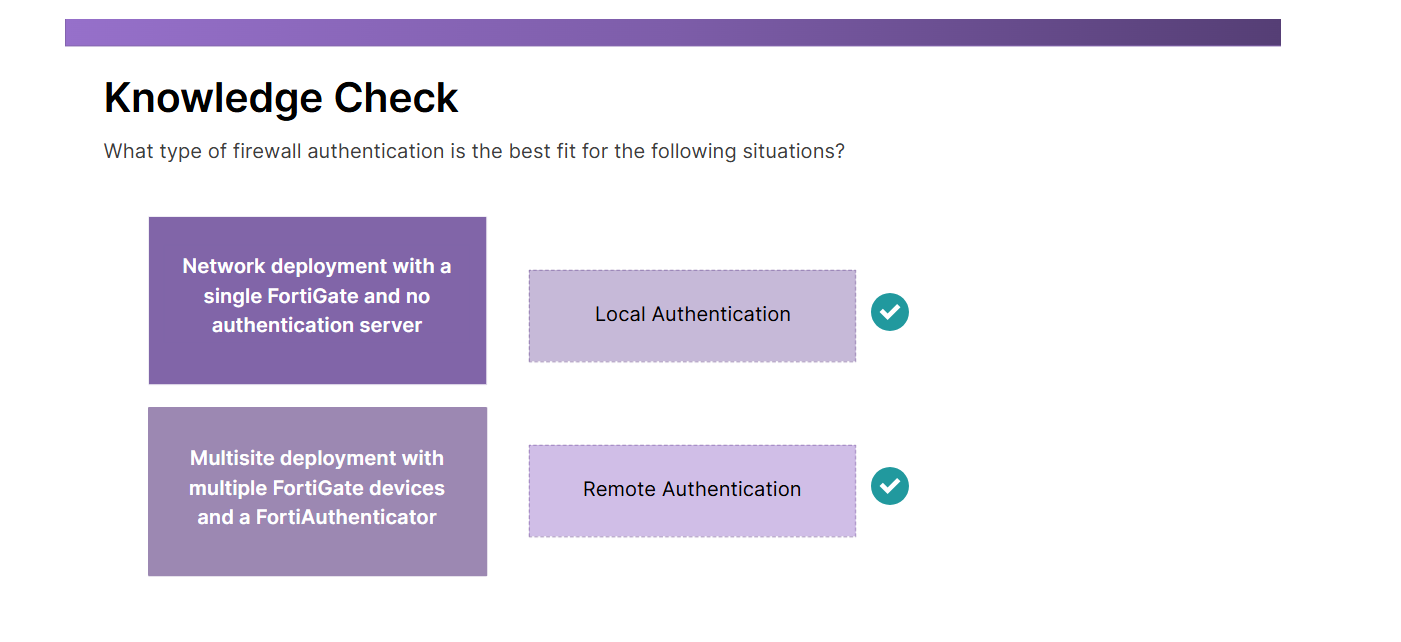 Knowledge Check
What type of firewall authentication is the best fit for the following situations?
Network deployment with a
single FortiGate and no
authentication server
Local Authentication
Multisite deployment with
multiple FortiGate devices
and a FortiAuthenticator
Remote Authentication